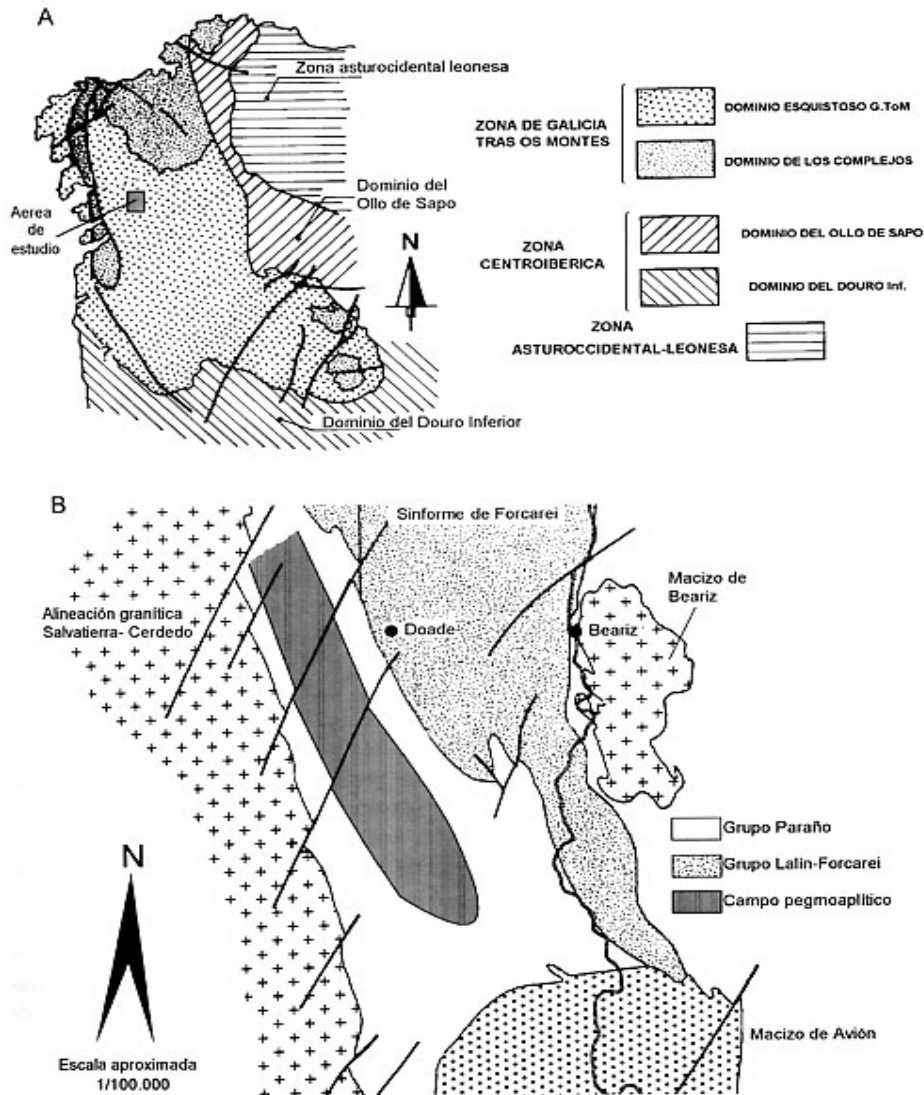 A
Zona asturocidental leonesa
Dominio del
Ollo de Sapo
Aerea
de
estudio
N
Dominio del Douro Inferior
ZONA DE GALICIA
TRAS OS MONTES
DOMINIO ESQUISTOSO G.ToM
DOMINIO DE LOS COMPLEJOS
ZONA
CENTROIBERICA
DOMINIO DEL OLLO DE SAPO
DOMINIO DEL DOURO Inf.
ZONA
ASTUROCCIDENTAL-LEONESA
B
Sinforme de Forcarei
Macizo de
Beariz
Alineación granítica
Salvatierra- Cerdedo
Doade
Beariz
Grupo Paraño
Grupo Lalin-Forcarei
Campo pegmoaplítico
N
Escala aproximada
1/100.000
Macizo de Avión